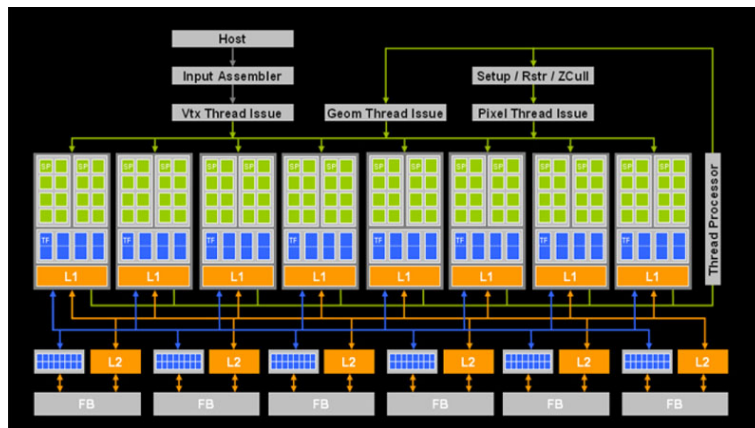 Host
Input Assembler
Setup / Rstr / ZCull
Vtx Thread Issue
Geom Thread Issue
Pixel Thread Issue
SP SP SP SP SP SP SP SP SP SP SP SP SP SP SP SP
Thread Processor
TF TF TF TF TF TF TF TF
L1 L1 L1 L1 L1 L1 L1 L1
L2 L2 L2 L2 L2 L2
FB FB FB FB FB FB